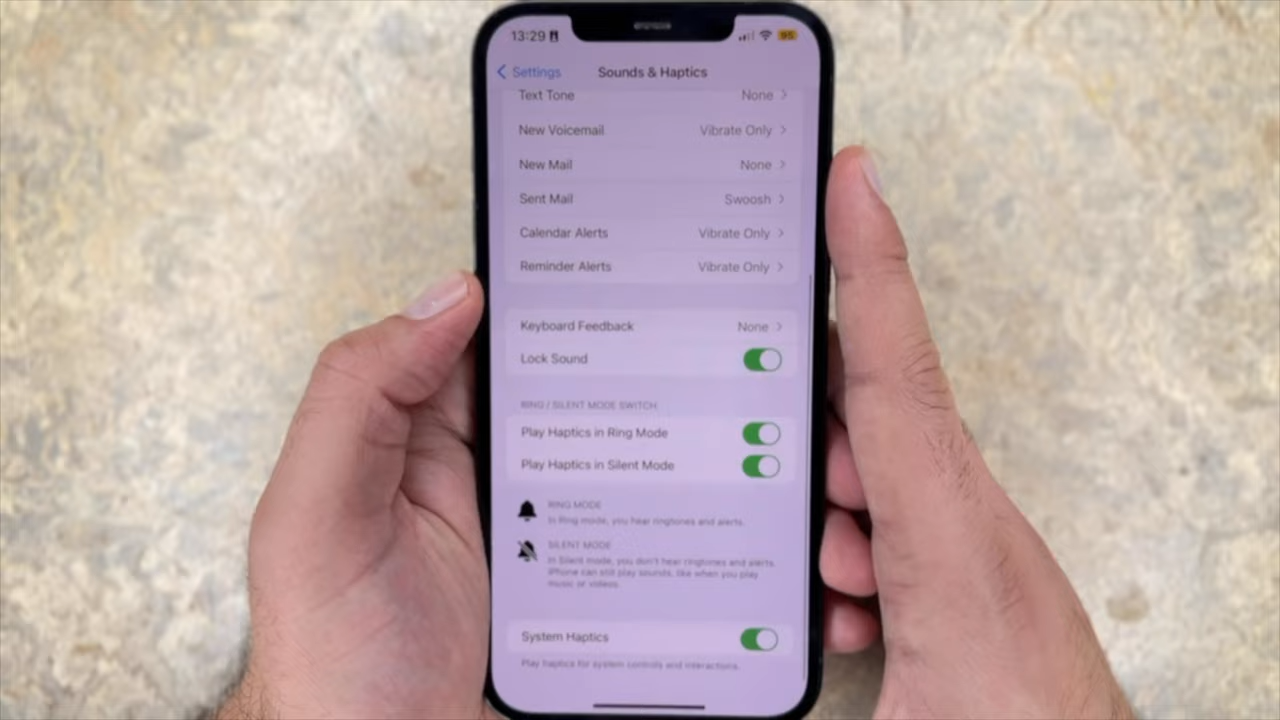 13:29 95
Settings Sounds & Haptics
Text Tone None
New Voicemail Vibrate Only
New Mail None
Sent Mail Swoosh
Calendar Alerts Vibrate Only
Reminder Alerts Vibrate Only
Keyboard Feedback None
Lock Sound
RING / SILENT MODE SWITCH
Play Haptics in Ring Mode
Play Haptics in Silent Mode
RING MODE
In Ring mode, you hear ringtones and alerts.
SILENT MODE
In Silent mode, you don't hear ringtones and alerts.
iPhone can still play sounds, like when you play
music or videos.
System Haptics
Play haptics for system controls and interactions.